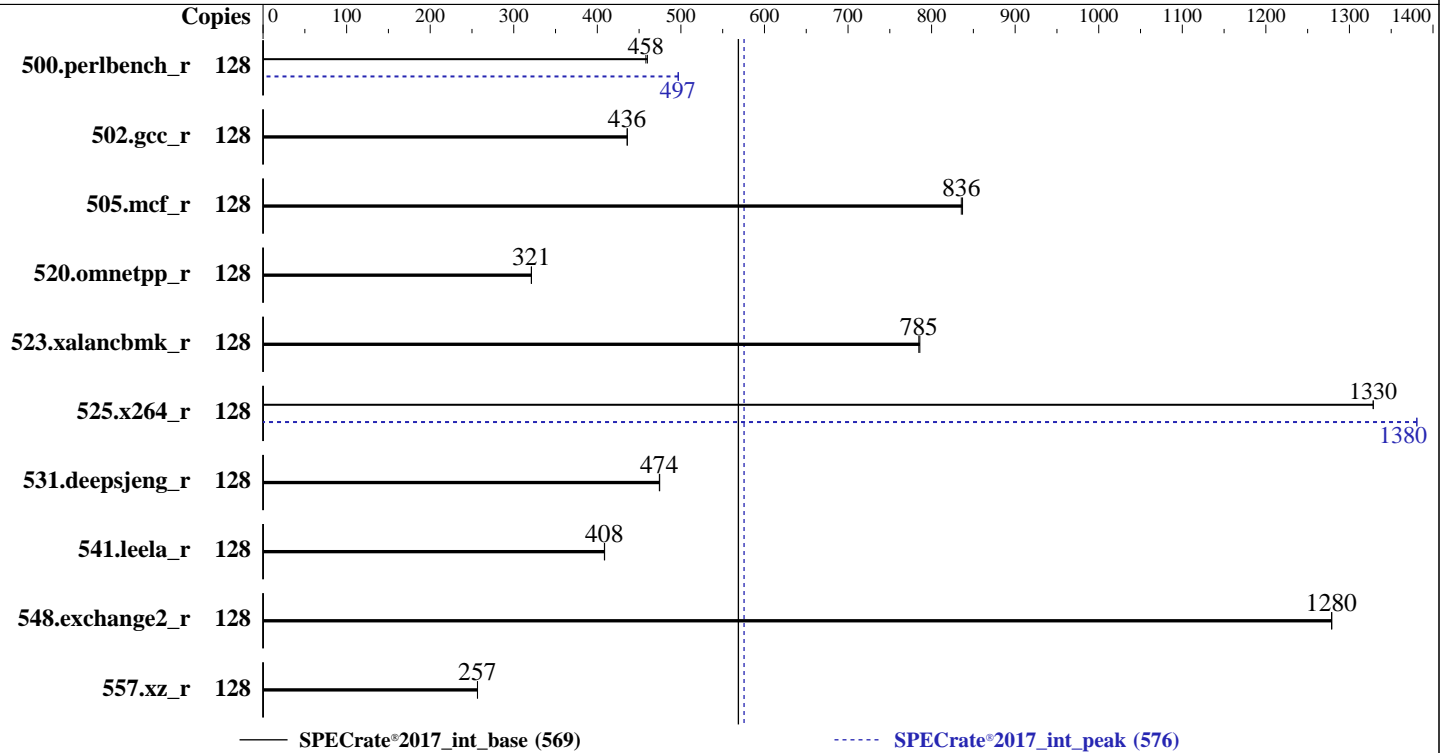 Copies 0 100 200 300 400 500 600 700 800 900 1000 1100 1200 1300 1400
500.perlbench_r 128 458
497
502.gcc_r 128 436
505.mcf_r 128 836
520.omnetpp_r 128 321
523.xalancbmk_r 128 785
525.x264_r 128 1330
1380
531.deepsjeng_r 128 474
541.leela_r 128 408
548.exchange2_r 128 1280
557.xz_r 128 257
SPECrate®2017_int_base (569) SPECrate®2017_int_peak (576)